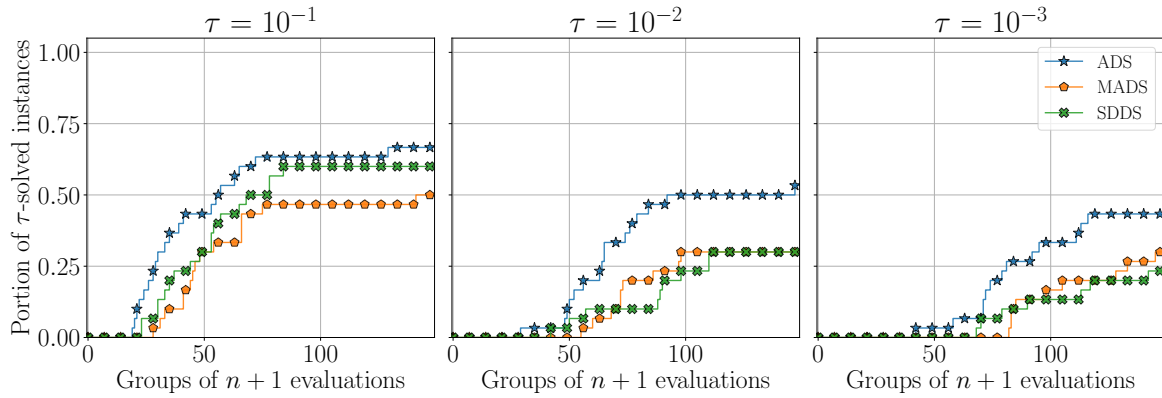 τ = 10⁻¹
τ = 10⁻²
τ = 10⁻³
Portion of τ-solved instances
1.00
0.75
0.50
0.25
0.00
ADS
MADS
SDDS
0 50 100
0 50 100
0 50 100
Groups of n + 1 evaluations
Groups of n + 1 evaluations
Groups of n + 1 evaluations